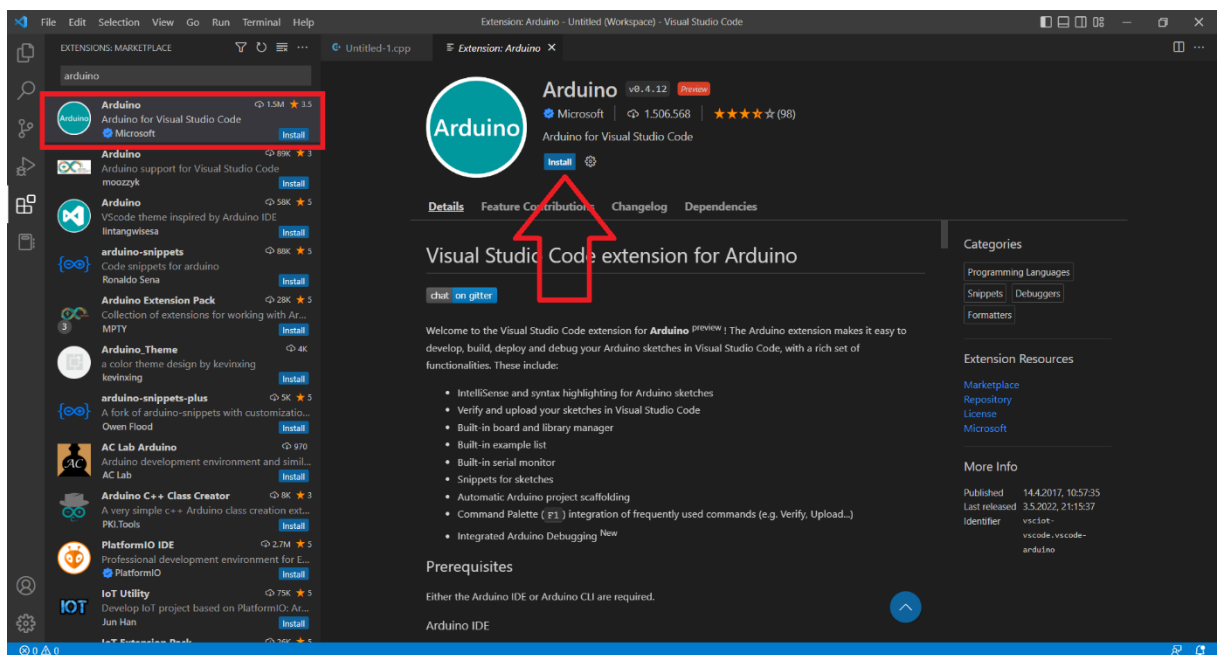 File Edit Selection View Go Run Terminal Help
Extension: Arduino - Untitled (Workspace) - Visual Studio Code
EXTENSIONS: MARKETPLACE
arduino
Arduino 1.5M 3.5
Arduino for Visual Studio Code
Microsoft Install
Arduino 89K 3
Arduino support for Visual Studio Code
moozzyk Install
Arduino 58K 5
VScode theme inspired by Arduino IDE
lintangwisesa Install
arduino-snippets 88K 5
Code snippets for arduino
Ronaldo Sena Install
Arduino Extension Pack 28K 5
Collection of extensions for working with Ar...
3 MPTY Install
Arduino_Theme 4K
a color theme design by kevinxing
kevinxing Install
arduino-snippets-plus 5K 5
A fork of arduino-snippets with customizatio...
Owen Flood Install
AC Lab Arduino 970
Arduino development environment and simil...
AC AC Lab Install
Arduino C++ Class Creator 8K 3
A very simple c++ Arduino class creation ext...
PKI.Tools Install
PlatformIO IDE 2.7M 5
Professional development environment for E...
PlatformIO Install
IoT Utility 75K 5
IOT Develop IoT project based on PlatformIO: Ar...
Jun Han Install
IoT Extension Pack 26K 5
Untitled-1.cpp Extension: Arduino
Arduino
Arduino v0.4.12 Preview
Microsoft 1.506.568 (98)
Arduino for Visual Studio Code
Install
Details Feature Contributions Changelog Dependencies
Visual Studio Code extension for Arduino
chat on gitter
Welcome to the Visual Studio Code extension for Arduino preview ! The Arduino extension makes it easy to
develop, build, deploy and debug your Arduino sketches in Visual Studio Code, with a rich set of
functionalities. These include:
• IntelliSense and syntax highlighting for Arduino sketches
• Verify and upload your sketches in Visual Studio Code
• Built-in board and library manager
• Built-in example list
• Built-in serial monitor
• Snippets for sketches
• Automatic Arduino project scaffolding
• Command Palette ( F1 ) integration of frequently used commands (e.g. Verify, Upload...)
• Integrated Arduino Debugging New
Prerequisites
Either the Arduino IDE or Arduino CLI are required.
Arduino IDE
Categories
Programming Languages
Snippets Debuggers
Formatters
Extension Resources
Marketplace
Repository
License
Microsoft
More Info
Published 14.4.2017, 10:57:35
Last released 3.5.2022, 21:15:37
Identifier vsciot-
vscode.vscode-
arduino
0 0